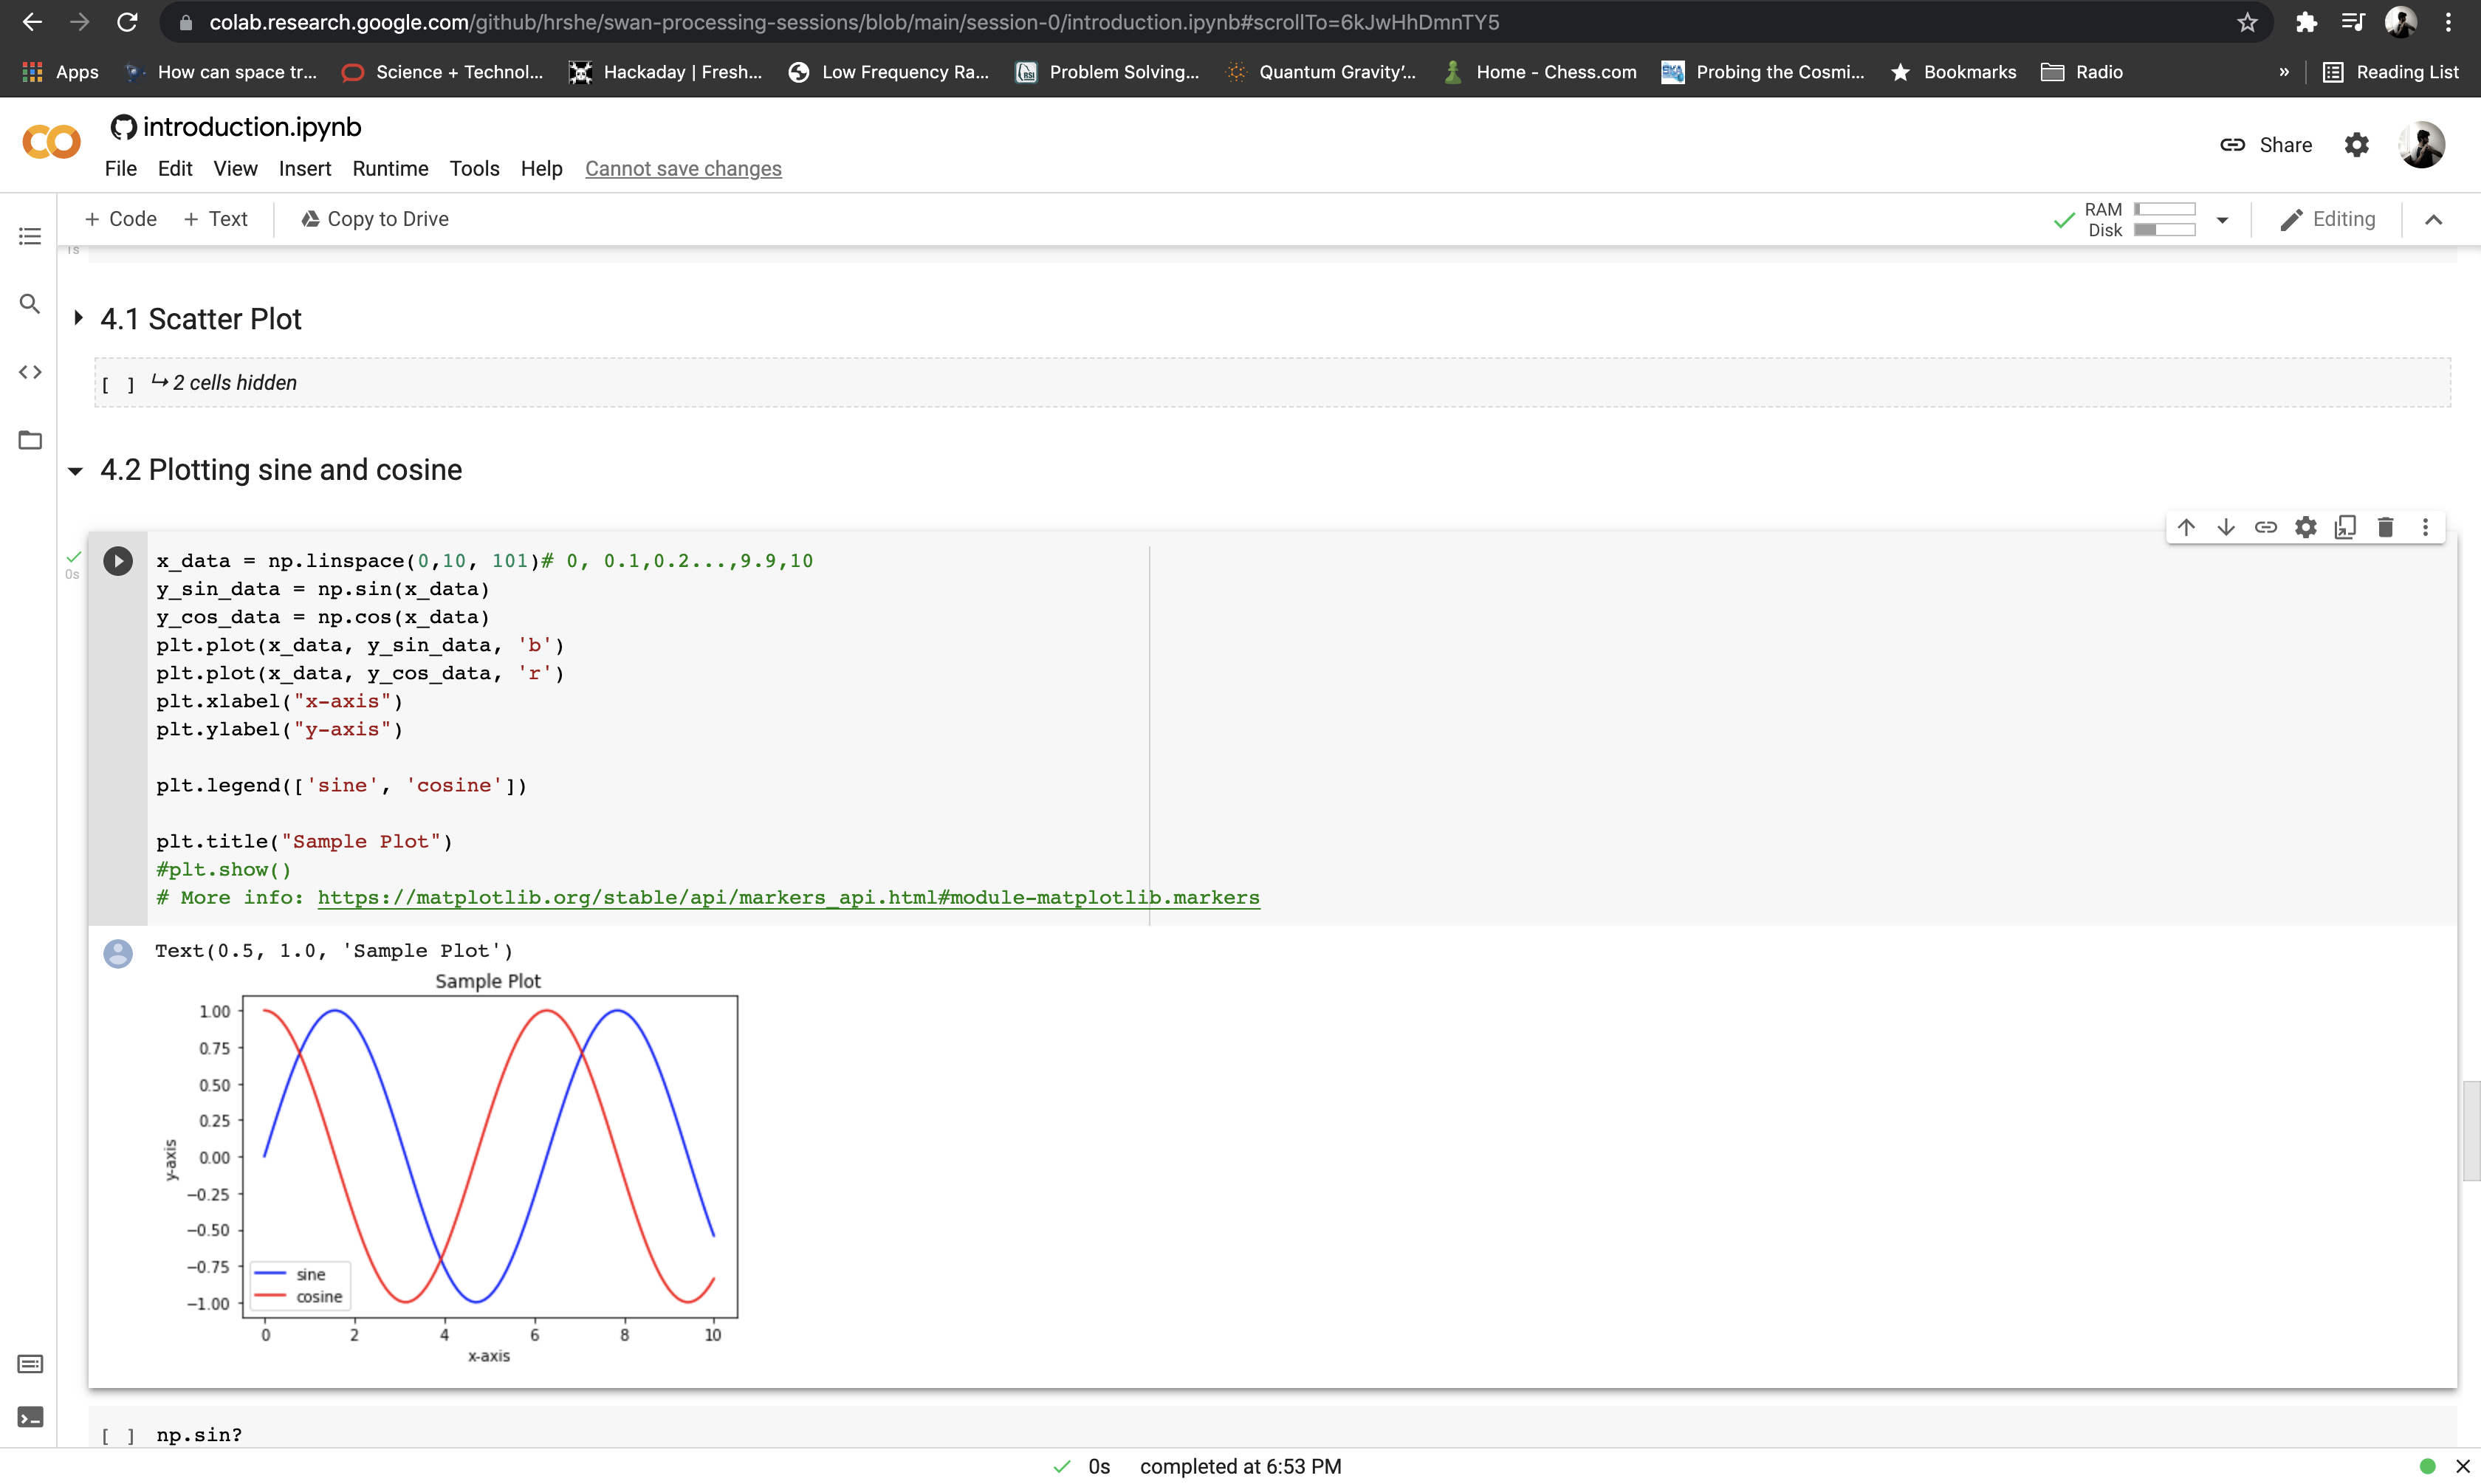 colab.research.google.com/github/hrshe/swan-processing-sessions/blob/main/session-0/introduction.ipynb#scrollTo=6kJwHhDmnTY5
Apps How can space tr... Science + Technol... Hackaday | Fresh... Low Frequency Ra... Problem Solving... Quantum Gravity'... Home - Chess.com Probing the Cosmi... Bookmarks Radio » Reading List
introduction.ipynb
Share
File Edit View Insert Runtime Tools Help Cannot save changes
+ Code + Text Copy to Drive
RAM
Disk
Editing
1s
4.1 Scatter Plot
[ ] ↳ 2 cells hidden
4.2 Plotting sine and cosine
0s
x_data = np.linspace(0,10, 101)# 0, 0.1,0.2...,9.9,10
y_sin_data = np.sin(x_data)
y_cos_data = np.cos(x_data)
plt.plot(x_data, y_sin_data, 'b')
plt.plot(x_data, y_cos_data, 'r')
plt.xlabel("x-axis")
plt.ylabel("y-axis")
plt.legend(['sine', 'cosine'])
plt.title("Sample Plot")
#plt.show()
# More info: https://matplotlib.org/stable/api/markers_api.html#module-matplotlib.markers
Text(0.5, 1.0, 'Sample Plot')
Sample Plot
1.00
0.75
0.50
0.25
0.00
−0.25
−0.50
−0.75
−1.00
y-axis
sine
cosine
0 2 4 6 8 10
x-axis
[ ] np.sin?
0s completed at 6:53 PM